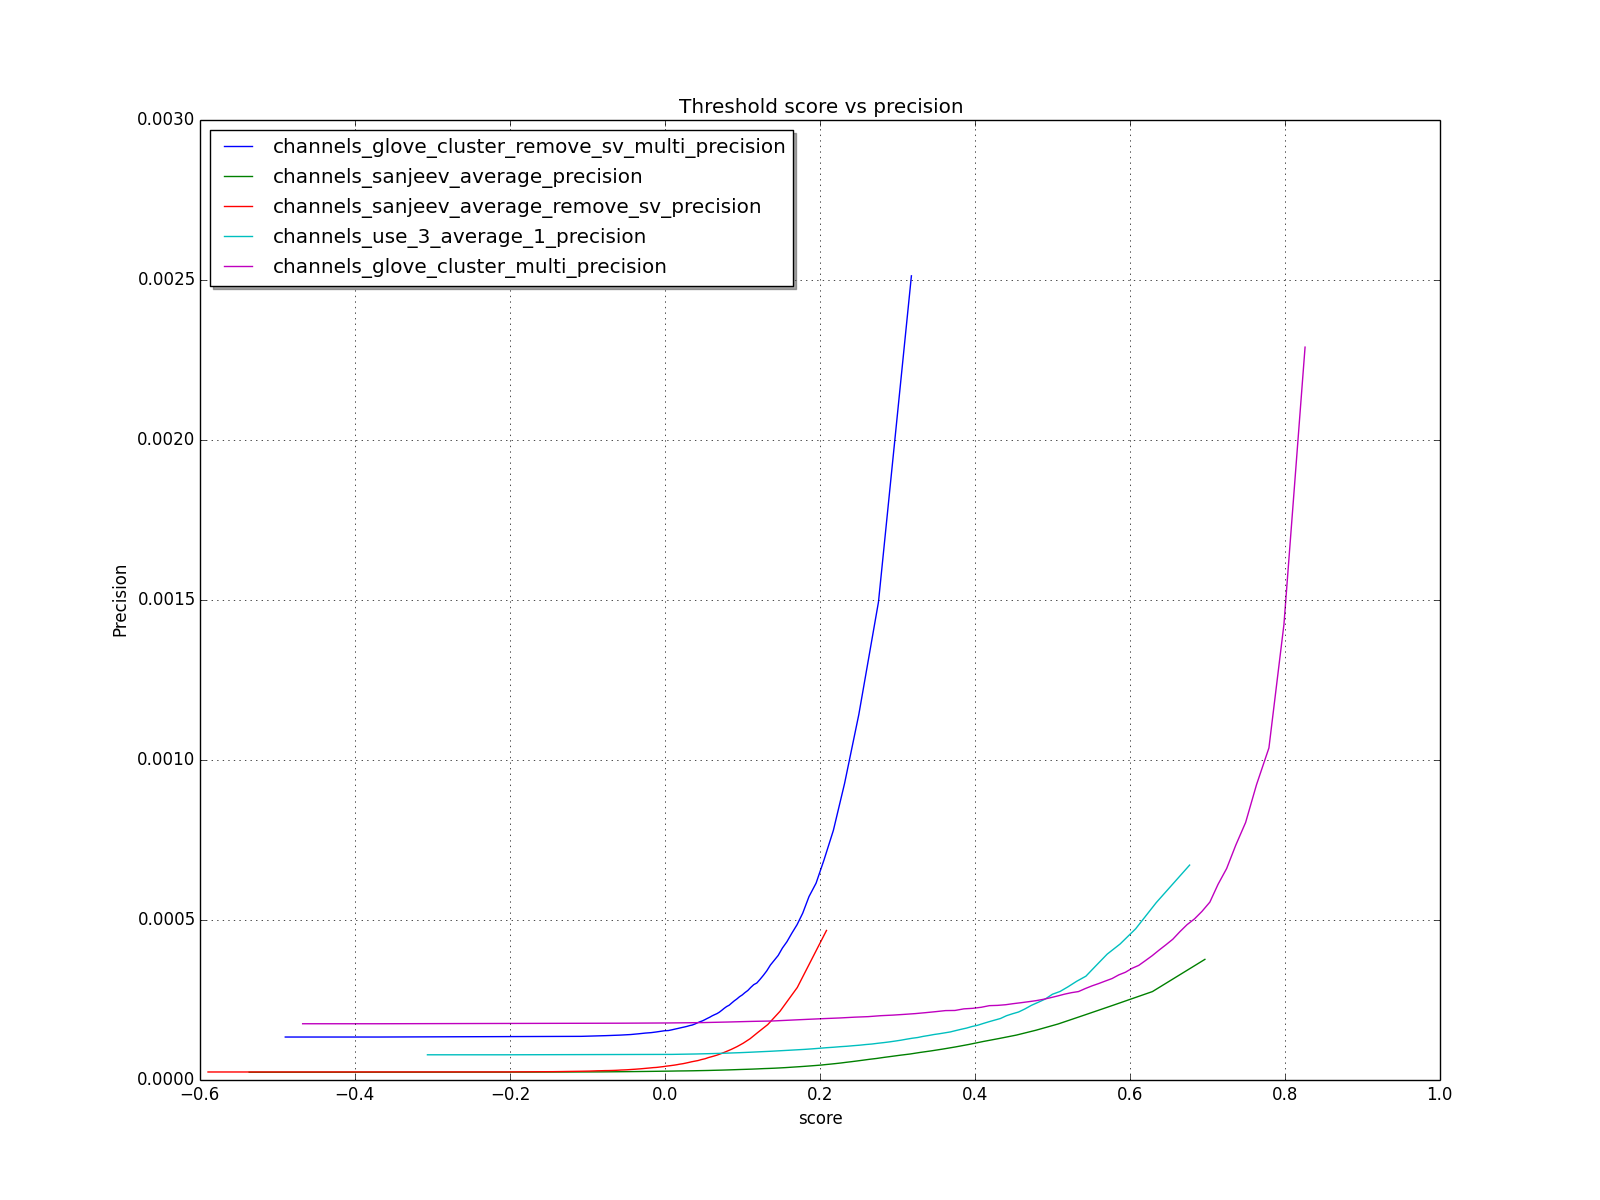 Threshold score vs precision
0.0030
channels_glove_cluster_remove_sv_multi_precision
channels_sanjeev_average_precision
channels_sanjeev_average_remove_sv_precision
channels_use_3_average_1_precision
channels_glove_cluster_multi_precision
0.0025
0.0020
0.0015
0.0010
0.0005
0.0000
Precision
−0.6 −0.4 −0.2 0.0 0.2 0.4 0.6 0.8 1.0
score